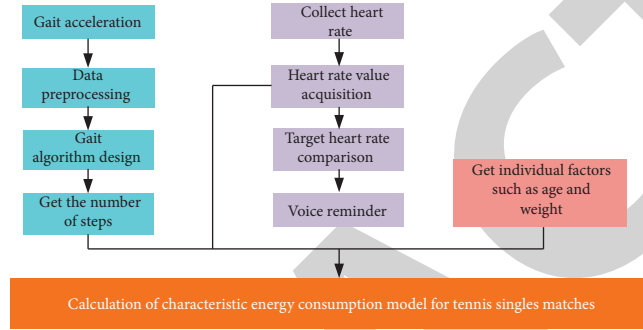 Gait acceleration
Data
preprocessing
Gait
algorithm design
Get the number
of steps
Collect heart
rate
Heart rate value
acquisition
Target heart rate
comparison
Voice reminder
Get individual factors
such as age and
weight
Calculation of characteristic energy consumption model for tennis singles matches